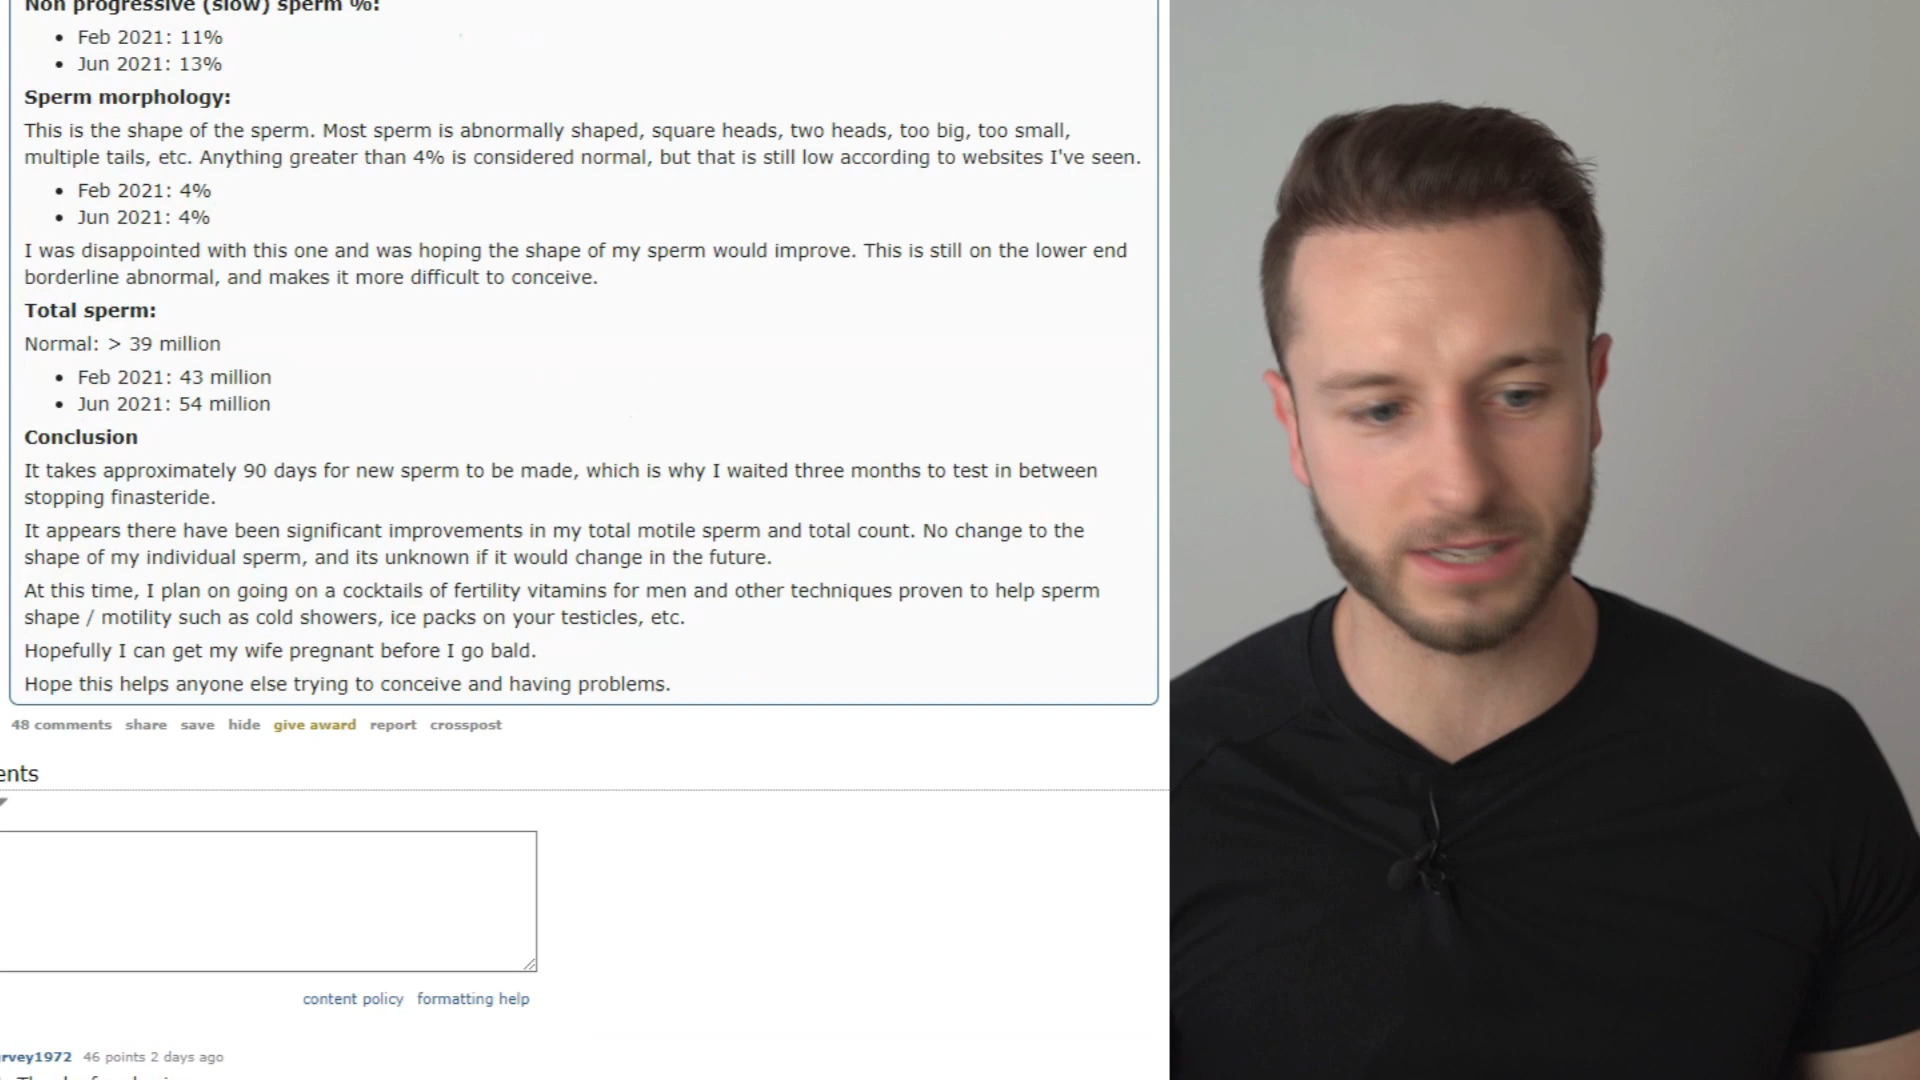 Non progressive (slow) sperm %:
• Feb 2021: 11%
• Jun 2021: 13%
Sperm morphology:
This is the shape of the sperm. Most sperm is abnormally shaped, square heads, two heads, too big, too small,
multiple tails, etc. Anything greater than 4% is considered normal, but that is still low according to websites I've seen.
• Feb 2021: 4%
• Jun 2021: 4%
I was disappointed with this one and was hoping the shape of my sperm would improve. This is still on the lower end
borderline abnormal, and makes it more difficult to conceive.
Total sperm:
Normal: > 39 million
• Feb 2021: 43 million
• Jun 2021: 54 million
Conclusion
It takes approximately 90 days for new sperm to be made, which is why I waited three months to test in between
stopping finasteride.
It appears there have been significant improvements in my total motile sperm and total count. No change to the
shape of my individual sperm, and its unknown if it would change in the future.
At this time, I plan on going on a cocktails of fertility vitamins for men and other techniques proven to help sperm
shape / motility such as cold showers, ice packs on your testicles, etc.
Hopefully I can get my wife pregnant before I go bald.
Hope this helps anyone else trying to conceive and having problems.
48 comments share save hide give award report crosspost
ents
content policy formatting help
rvey1972 46 points 2 days ago